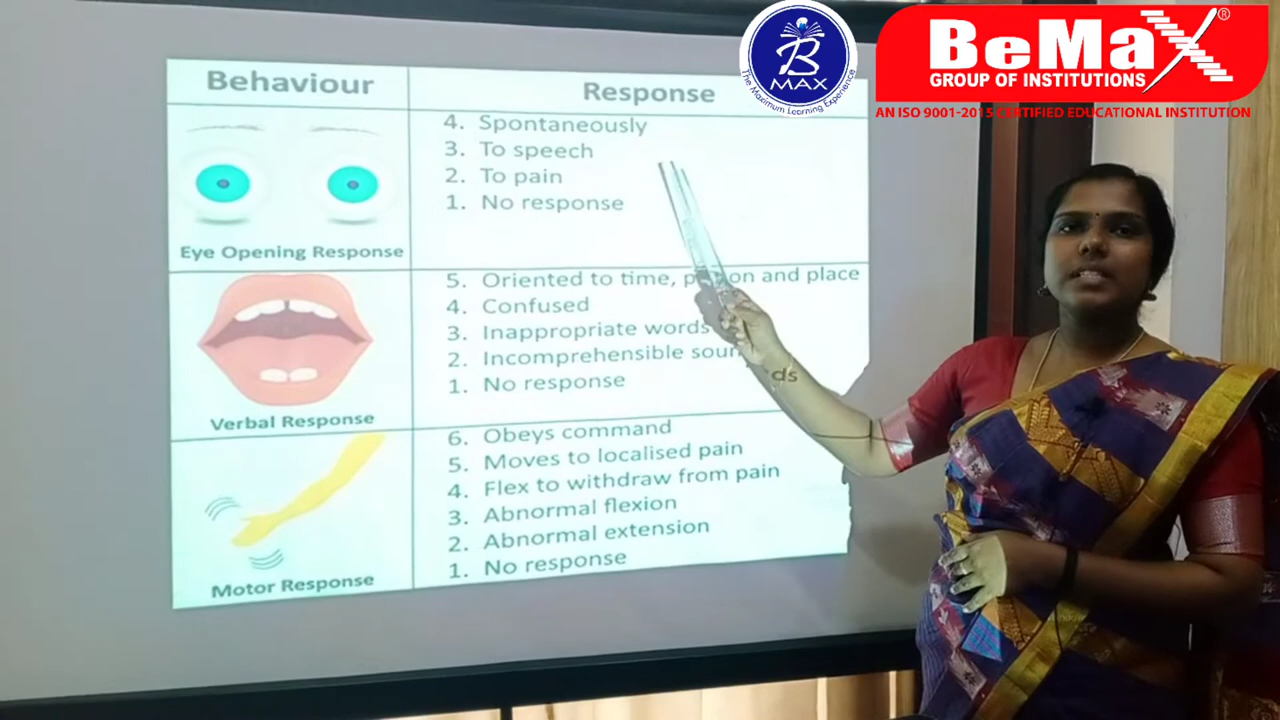 B
MAX
The Maximum Learning Experience
BeMax®
GROUP OF INSTITUTIONS
AN ISO 9001-2015 CERTIFIED EDUCATIONAL INSTITUTION
Behaviour
Response
4. Spontaneously
3. To speech
2. To pain
1. No response
Eye Opening Response
5. Oriented to time, p on and place
4. Confused
3. Inappropriate words
2. Incomprehensible sounds
1. No response
Verbal Response
6. Obeys command
5. Moves to localised pain
4. Flex to withdraw from pain
3. Abnormal flexion
2. Abnormal extension
1. No response
Motor Response